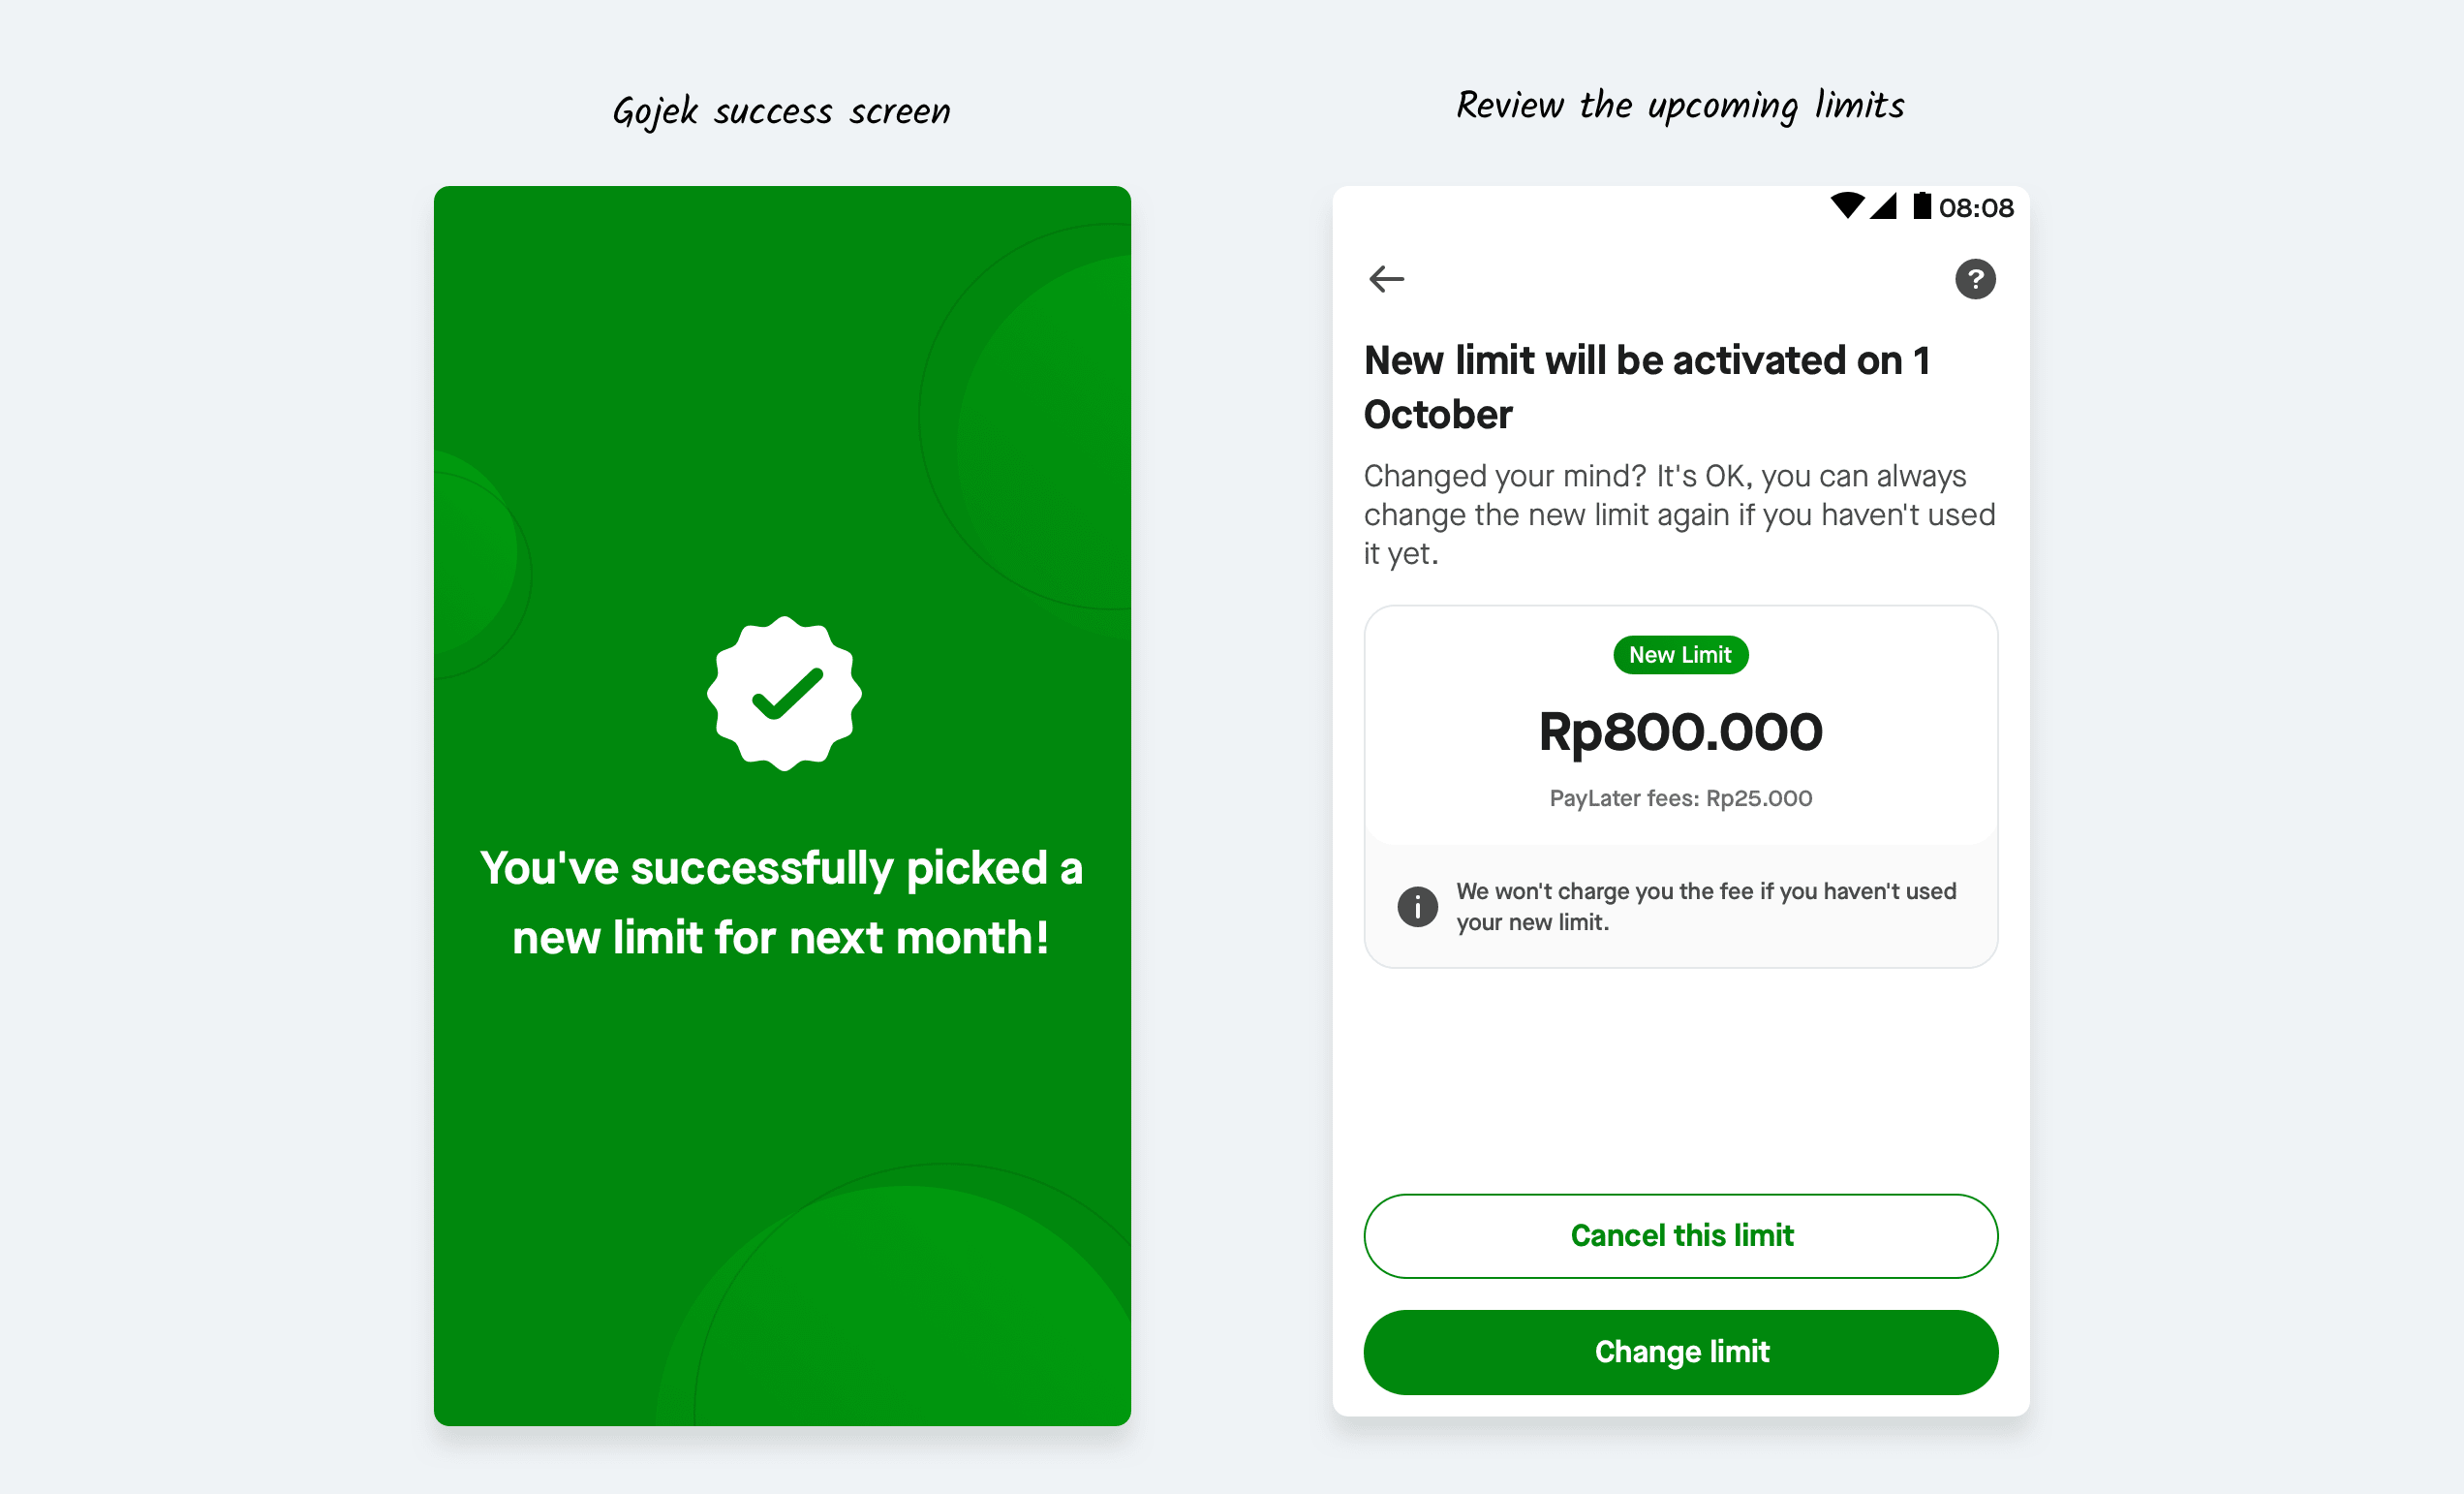 Gojek success screen
You've successfully picked a
new limit for next month!
Review the upcoming limits
08:08
?
New limit will be activated on 1
October
Changed your mind? It's OK, you can always
change the new limit again if you haven't used
it yet.
New Limit
Rp800.000
PayLater fees: Rp25.000
We won't charge you the fee if you haven't used
your new limit.
Cancel this limit
Change limit